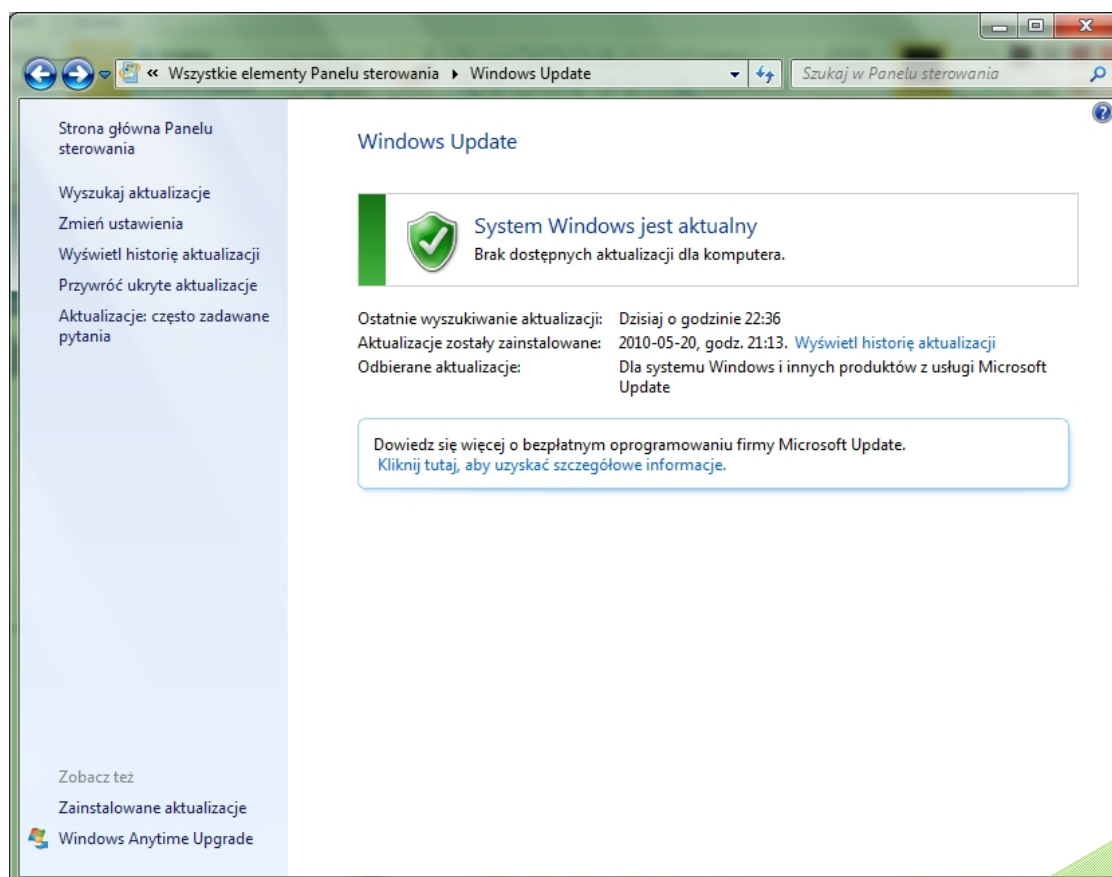 « Wszystkie elementy Panelu sterowania ▸ Windows Update
Szukaj w Panelu sterowania
Strona główna Panelu
sterowania
Wyszukaj aktualizacje
Zmień ustawienia
Wyświetl historię aktualizacji
Przywróć ukryte aktualizacje
Aktualizacje: często zadawane
pytania
Windows Update
System Windows jest aktualny
Brak dostępnych aktualizacji dla komputera.
Ostatnie wyszukiwanie aktualizacji: Dzisiaj o godzinie 22:36
Aktualizacje zostały zainstalowane: 2010-05-20, godz. 21:13. Wyświetl historię aktualizacji
Odbierane aktualizacje: Dla systemu Windows i innych produktów z usługi Microsoft
Update
Dowiedz się więcej o bezpłatnym oprogramowaniu firmy Microsoft Update.
Kliknij tutaj, aby uzyskać szczegółowe informacje.
Zobacz też
Zainstalowane aktualizacje
Windows Anytime Upgrade